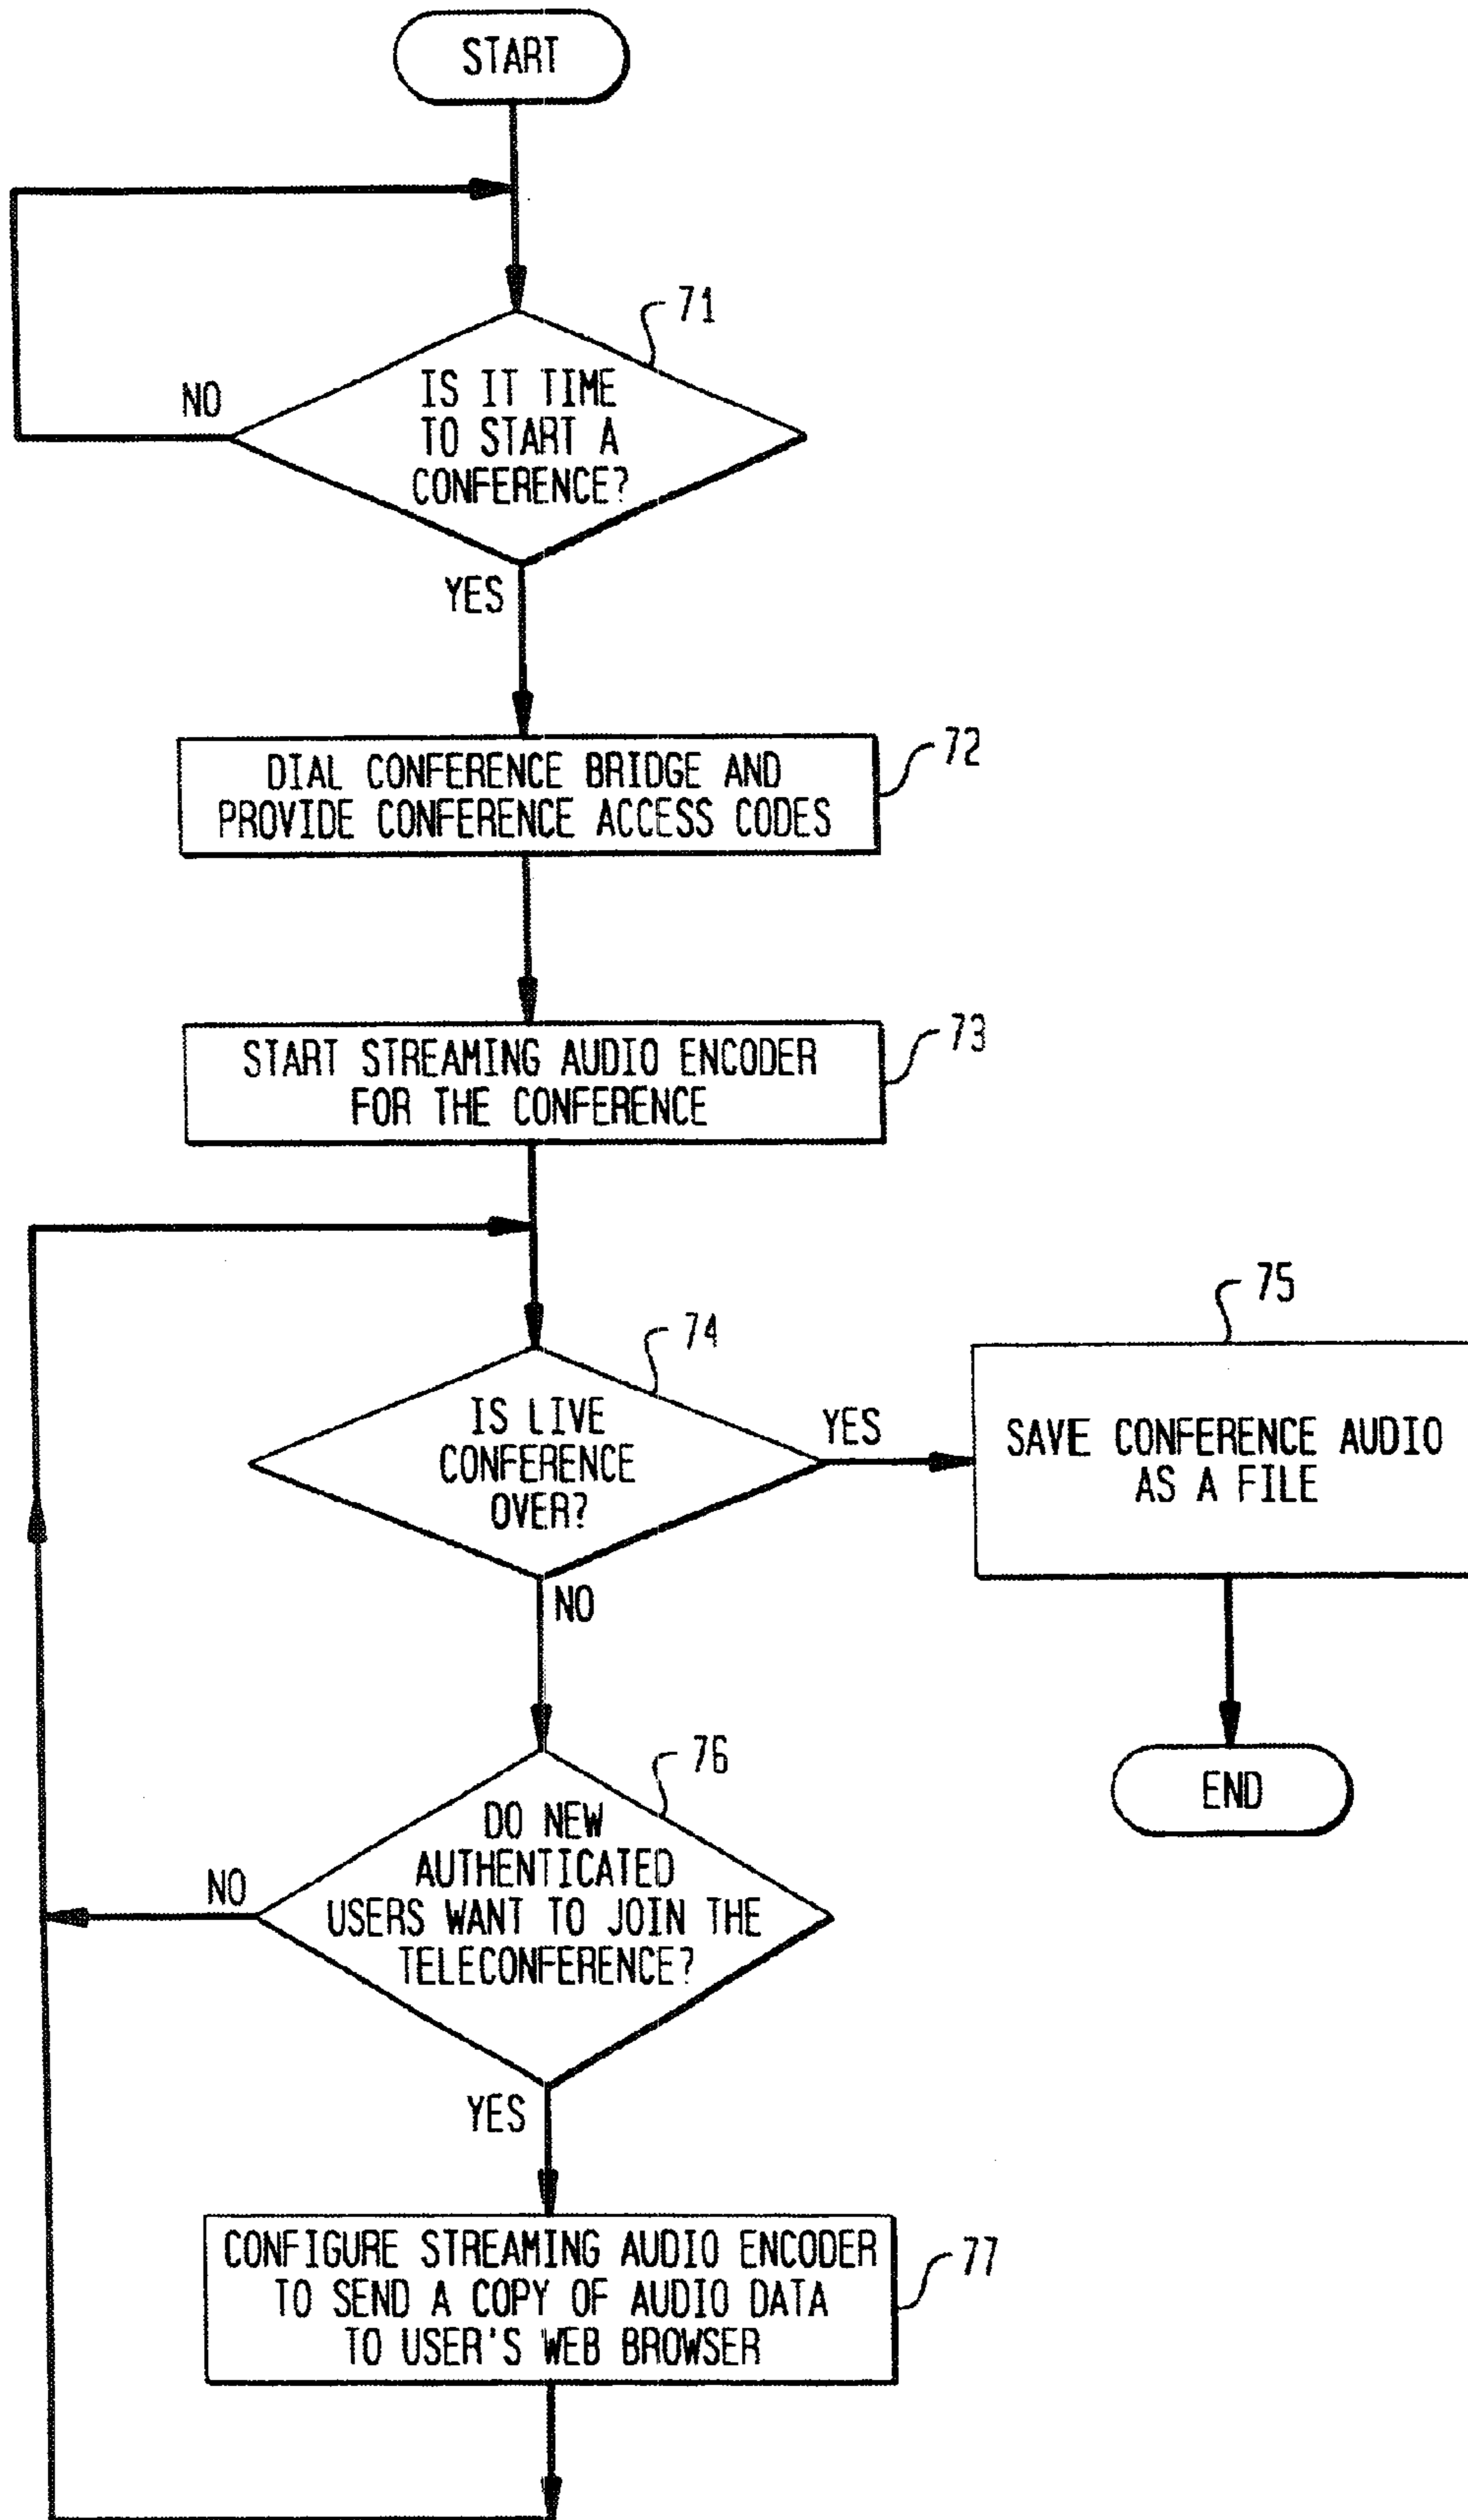 START
71
IS IT TIME
TO START A
CONFERENCE?
NO
YES
72
DIAL CONFERENCE BRIDGE AND
PROVIDE CONFERENCE ACCESS CODES
73
START STREAMING AUDIO ENCODER
FOR THE CONFERENCE
74
IS LIVE
CONFERENCE
OVER?
YES
75
SAVE CONFERENCE AUDIO
AS A FILE
NO
END
76
DO NEW
AUTHENTICATED
USERS WANT TO JOIN THE
TELECONFERENCE?
NO
YES
77
CONFIGURE STREAMING AUDIO ENCODER
TO SEND A COPY OF AUDIO DATA
TO USER'S WEB BROWSER